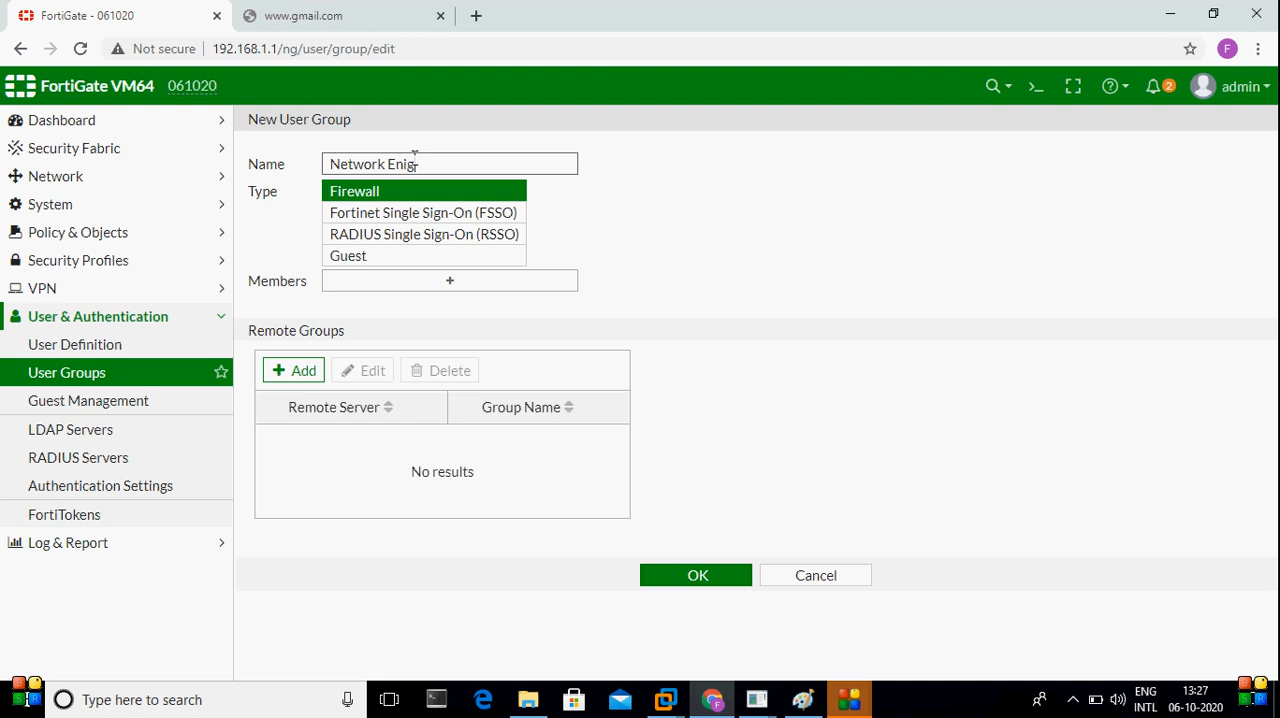 FortiGate - 061020
www.gmail.com
Not secure
192.168.1.1/ng/user/group/edit
F
FortiGate VM64
061020
2
admin
Dashboard
Security Fabric
Network
System
Policy & Objects
Security Profiles
VPN
User & Authentication
User Definition
User Groups
Guest Management
LDAP Servers
RADIUS Servers
Authentication Settings
FortiTokens
Log & Report
New User Group
Name
Network Enig
Type
Firewall
Fortinet Single Sign-On (FSSO)
RADIUS Single Sign-On (RSSO)
Guest
Members
+
Remote Groups
+ Add
Edit
Delete
Remote Server
Group Name
No results
OK
Cancel
Type here to search
ENG
INTL
13:27
06-10-2020